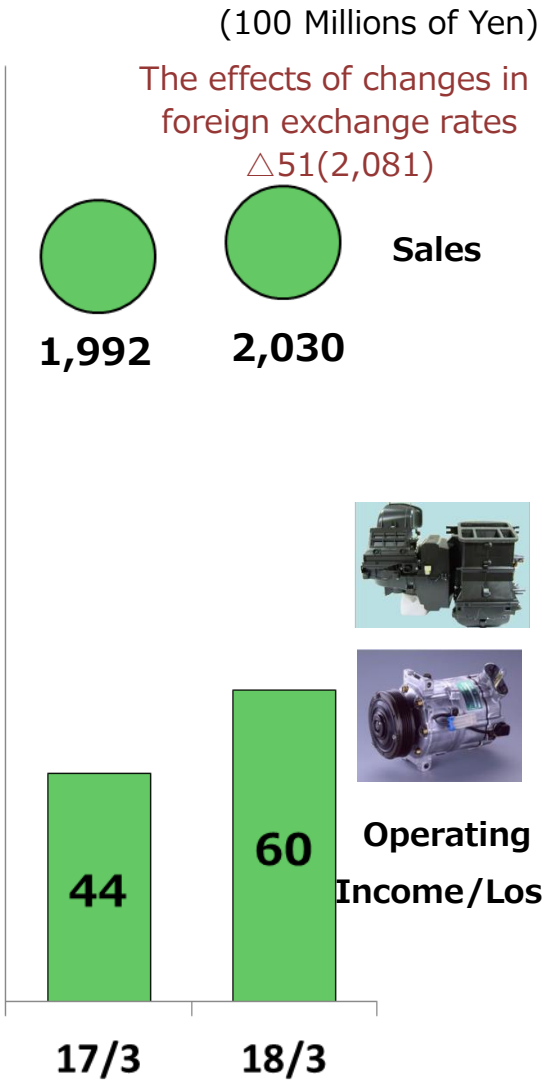 (100 Millions of Yen)
The effects of changes in
foreign exchange rates
△51(2,081)
Sales
1,992
2,030
60
44
Operating
Income/Los
17/3
18/3